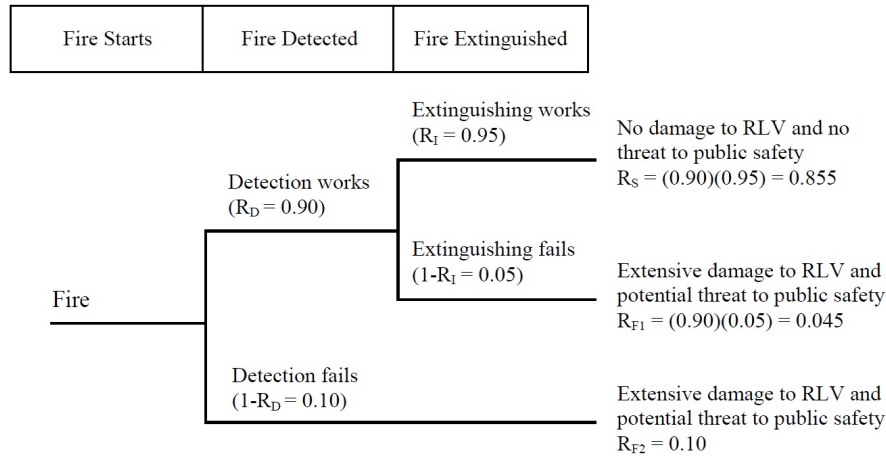 Fire Starts
Fire Detected
Fire Extinguished
Extinguishing works
(R_I = 0.95)
No damage to RLV and no
threat to public safety
R_S = (0.90)(0.95) = 0.855
Detection works
(R_D = 0.90)
Extinguishing fails
(1-R_I = 0.05)
Extensive damage to RLV and
potential threat to public safety
R_F1 = (0.90)(0.05) = 0.045
Fire
Detection fails
(1-R_D = 0.10)
Extensive damage to RLV and
potential threat to public safety
R_F2 = 0.10